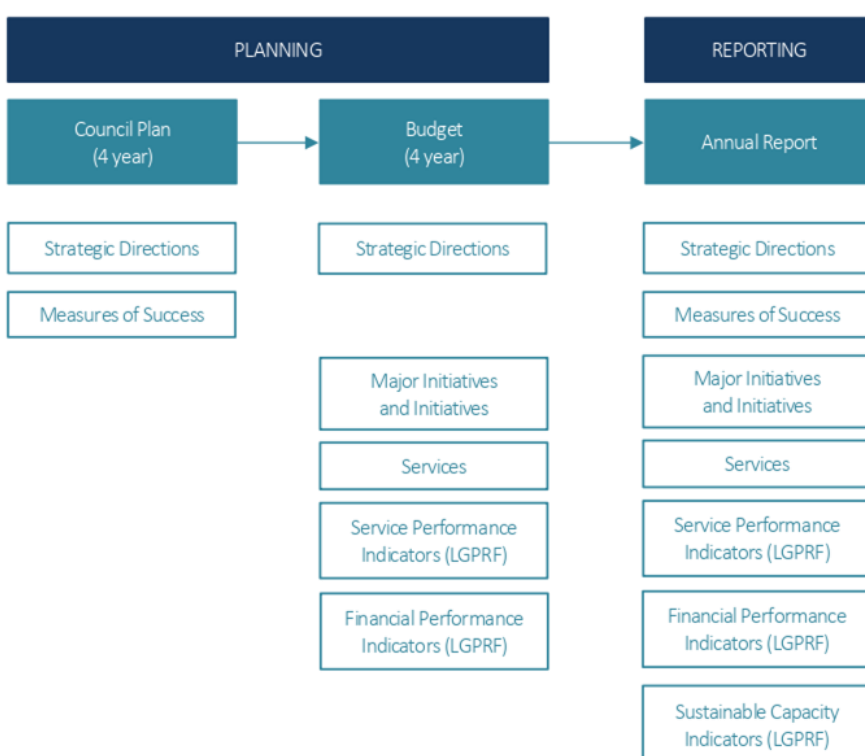 PLANNING
REPORTING
Council Plan
(4 year)
Budget
(4 year)
Annual Report
Strategic Directions
Strategic Directions
Strategic Directions
Measures of Success
Measures of Success
Major Initiatives
and Initiatives
Major Initiatives
and Initiatives
Services
Services
Service Performance
Indicators (LGPRF)
Service Performance
Indicators (LGPRF)
Financial Performance
Indicators (LGPRF)
Financial Performance
Indicators (LGPRF)
Sustainable Capacity
Indicators (LGPRF)